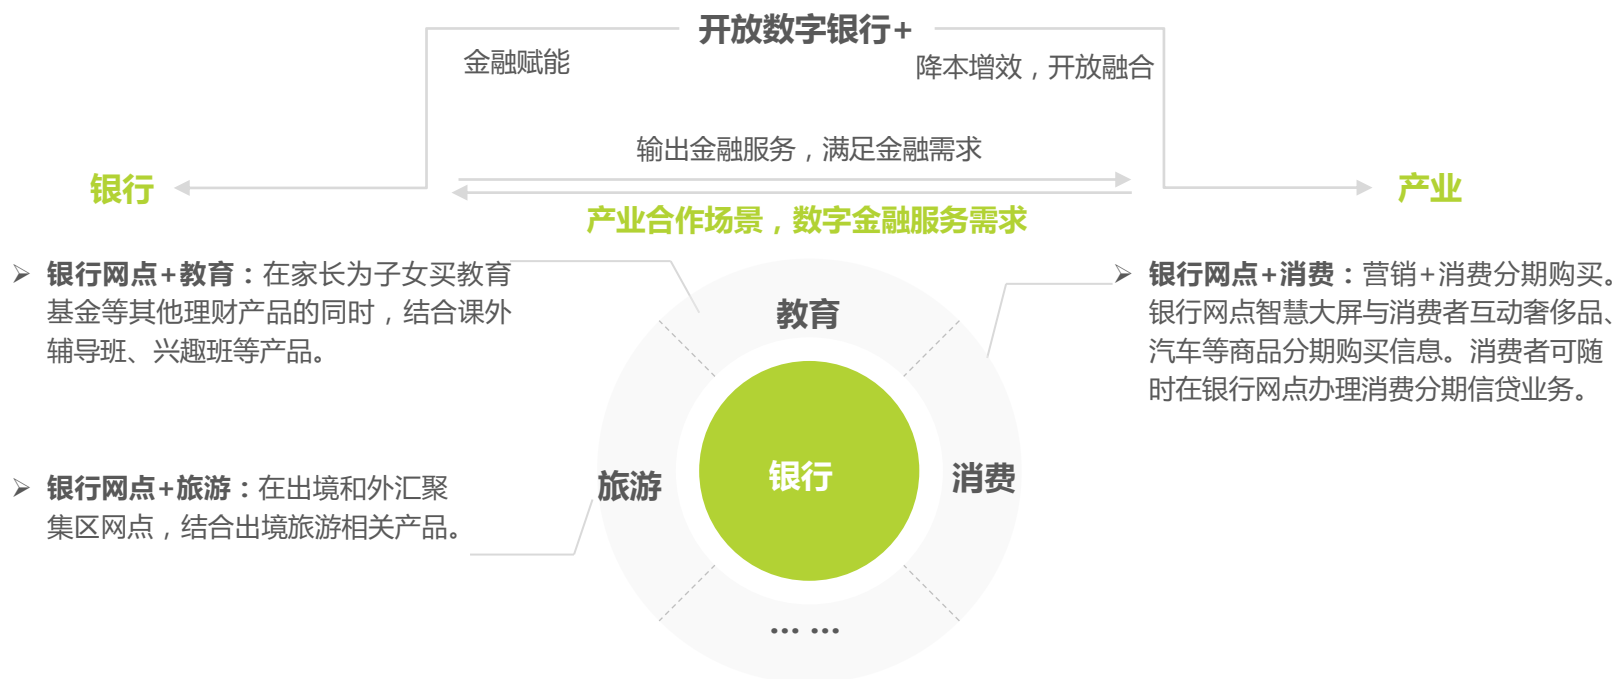 开放数字银行+
金融赋能
降本增效，开放融合
输出金融服务，满足金融需求
银行
产业
产业合作场景，数字金融服务需求
➢ 银行网点+教育：在家长为子女买教育
基金等其他理财产品的同时，结合课外
辅导班、兴趣班等产品。
➢ 银行网点+旅游：在出境和外汇聚
集区网点，结合出境旅游相关产品。
教育
旅游
银行
消费
... ...
➢ 银行网点+消费：营销+消费分期购买。
银行网点智慧大屏与消费者互动奢侈品、
汽车等商品分期购买信息。消费者可随
时在银行网点办理消费分期信贷业务。